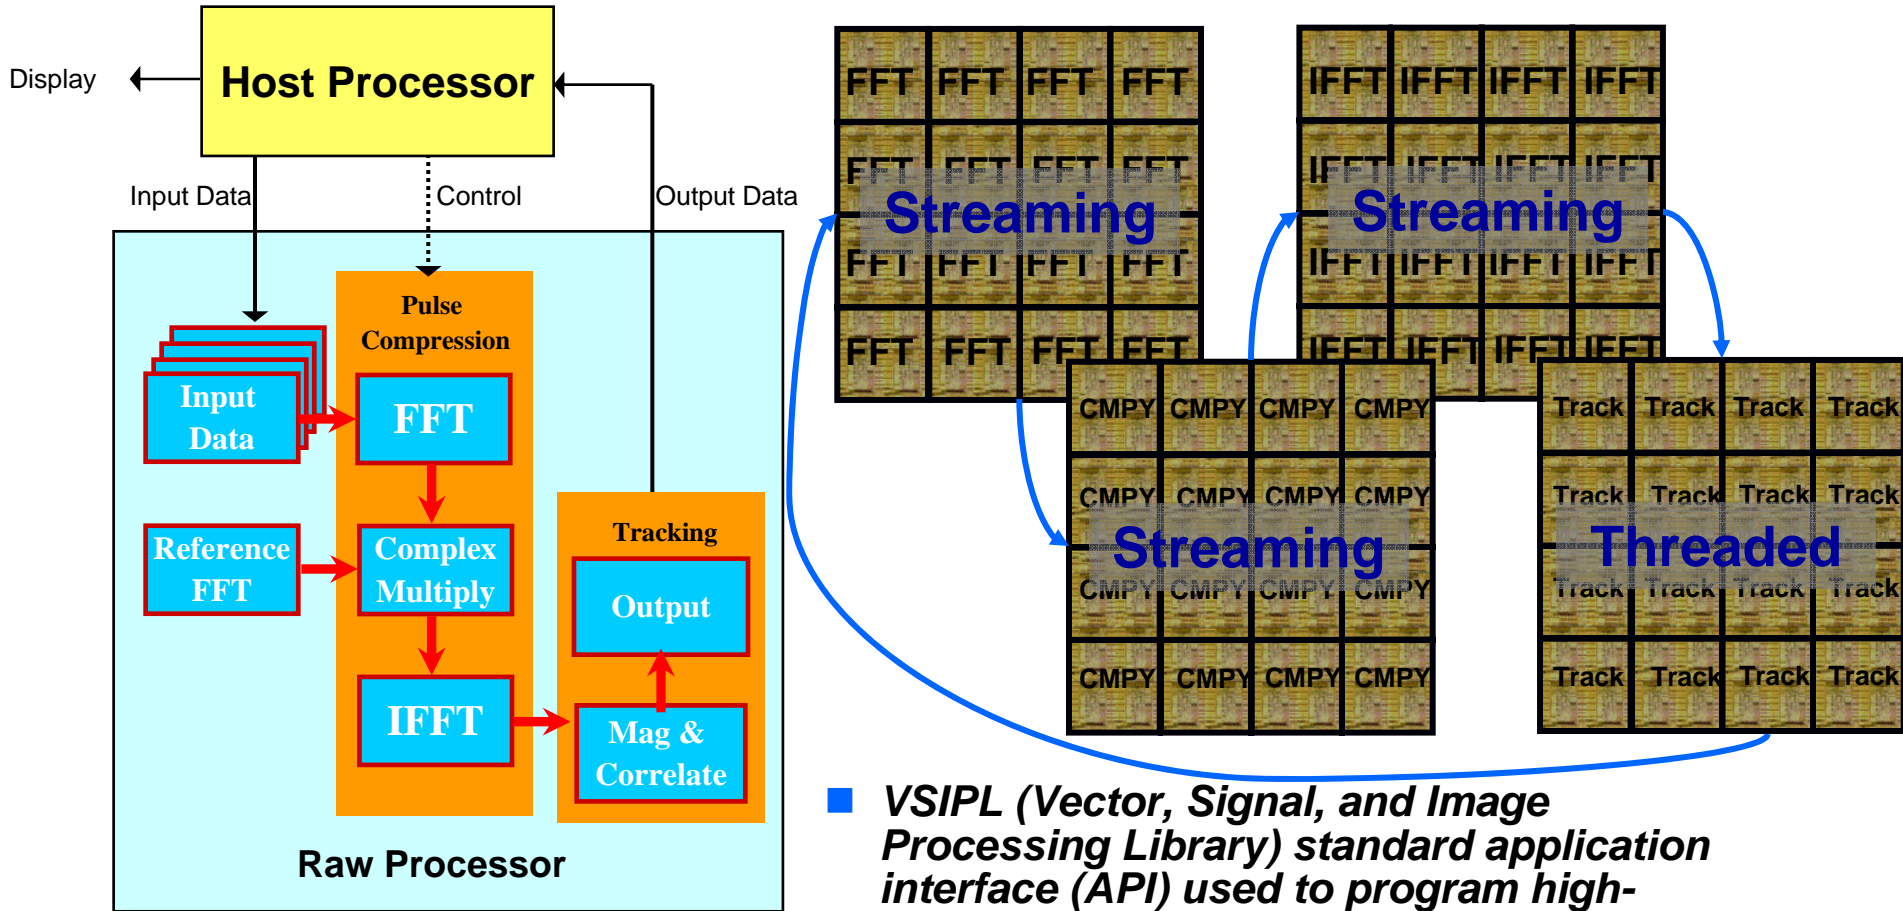 Display
Host Processor
Input Data
Control
Output Data
Pulse
Compression
Input
Data
FFT
Reference
FFT
Complex
Multiply
IFFT
Tracking
Output
Mag &
Correlate
Raw Processor
FFT FFT FFT FFT
FFT FFT FFT FFT
Streaming
FFT FFT FFT FFT
FFT FFT FFT FFT
IFFT IFFT IFFT IFFT
IFFT IFFT IFFT IFFT
Streaming
IFFT IFFT IFFT IFFT
IFFT IFFT IFFT IFFT
CMPY CMPY CMPY CMPY
CMPY CMPY CMPY CMPY
Streaming
CMPY CMPY CMPY CMPY
CMPY CMPY CMPY CMPY
Track Track Track Track
Track Track Track Track
Threaded
Track Track Track Track
Track Track Track Track
VSIPL (Vector, Signal, and Image
Processing Library) standard application
interface (API) used to program high-